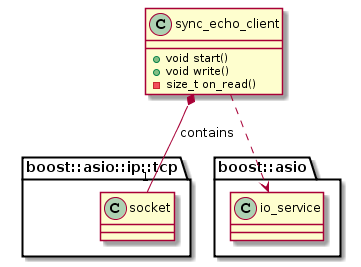 C sync_echo_client
void start()
void write()
size_t on_read()
contains
1
boost::asio::ip::tcp
boost::asio
C socket
C io_service